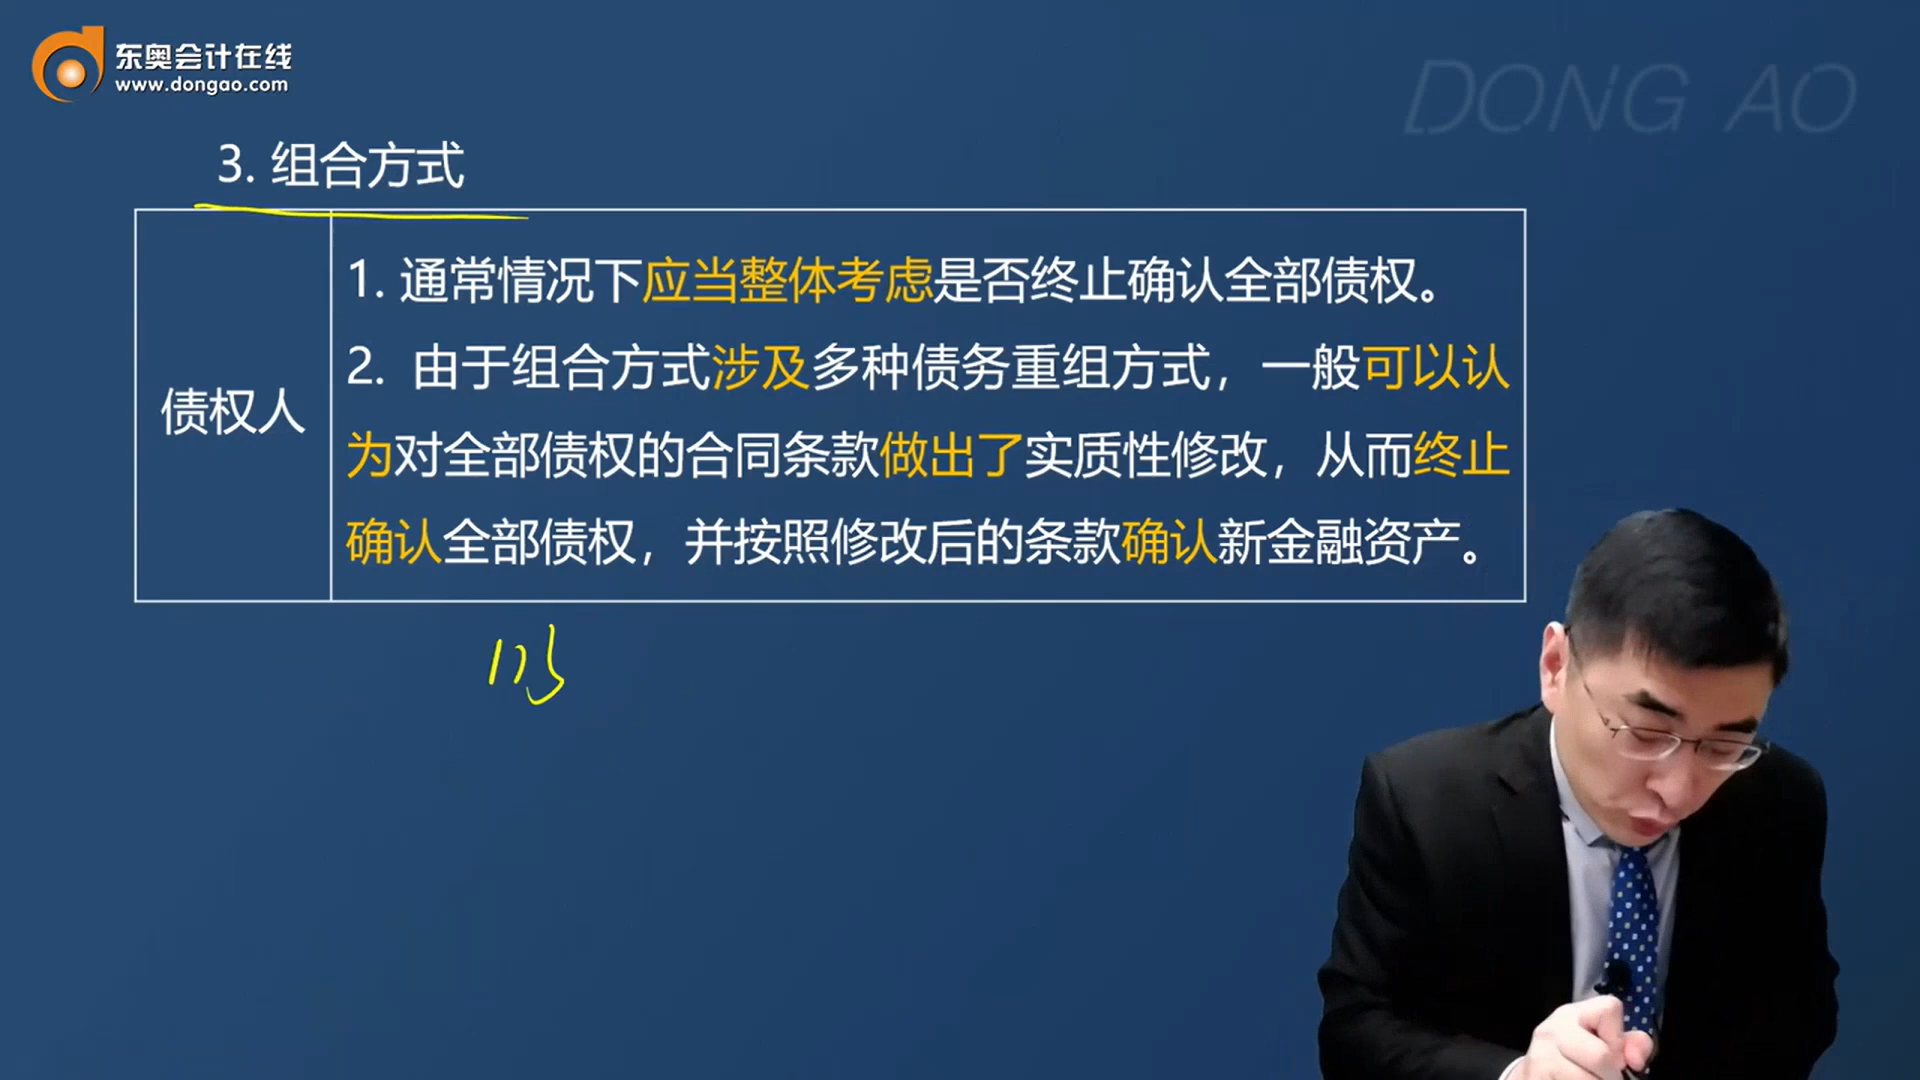 东奥会计在线
www.dongao.com
DONG AO
3. 组合方式
债权人
1. 通常情况下应当整体考虑是否终止确认全部债权。
2. 由于组合方式涉及多种债务重组方式，一般可以认
为对全部债权的合同条款做出了实质性修改，从而终止
确认全部债权，并按照修改后的条款确认新金融资产。